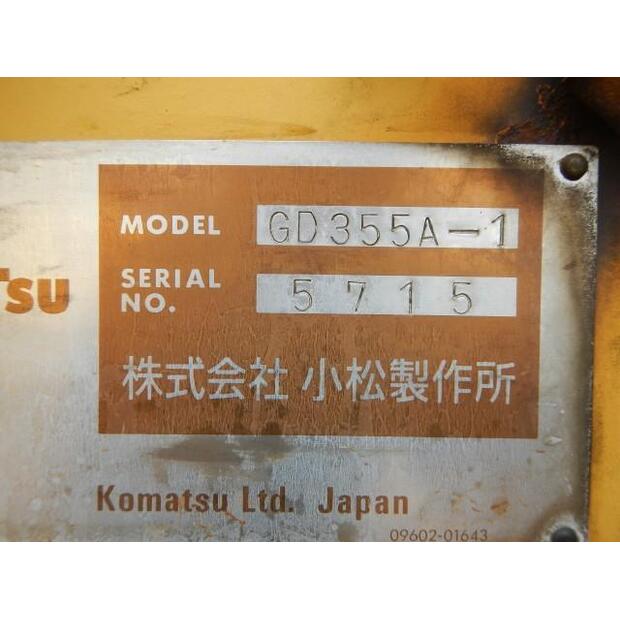 MODEL GD355A-1
TSU
SERIAL NO. 5715
株式会社 小松製作所
Komatsu Ltd. Japan
09602-01643